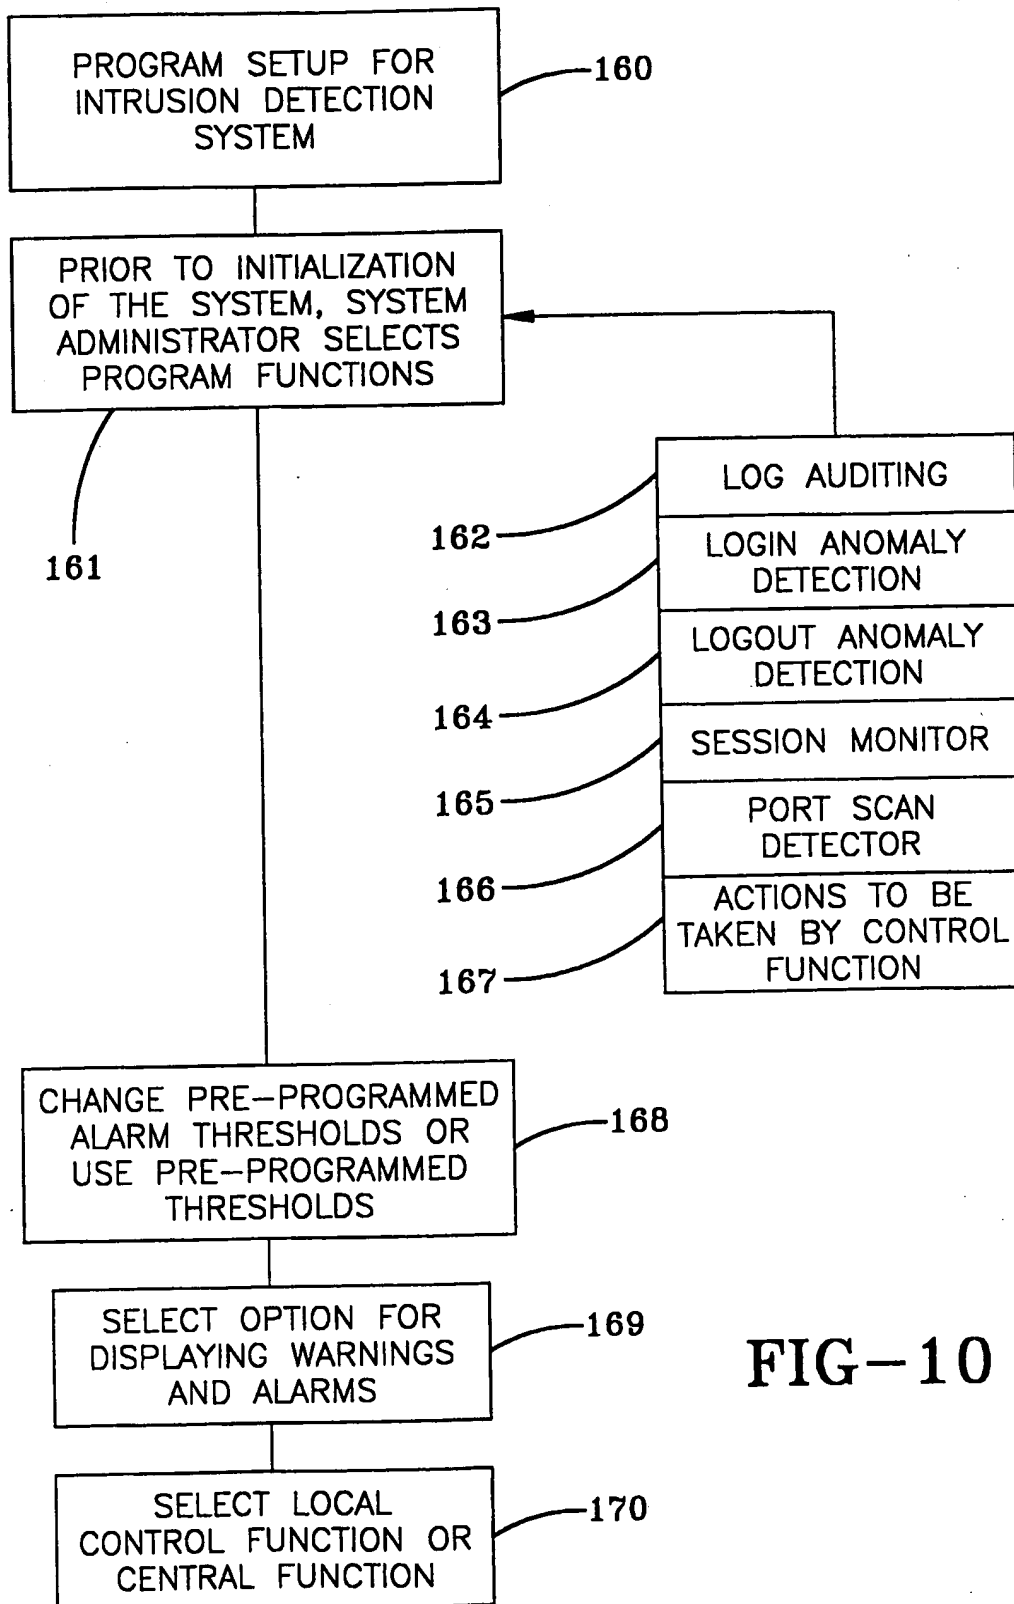 PROGRAM SETUP FOR
INTRUSION DETECTION
SYSTEM
160
PRIOR TO INITIALIZATION
OF THE SYSTEM, SYSTEM
ADMINISTRATOR SELECTS
PROGRAM FUNCTIONS
161
LOG AUDITING
162
LOGIN ANOMALY
DETECTION
163
LOGOUT ANOMALY
DETECTION
164
SESSION MONITOR
165
PORT SCAN
DETECTOR
166
ACTIONS TO BE
TAKEN BY CONTROL
FUNCTION
167
CHANGE PRE-PROGRAMMED
ALARM THRESHOLDS OR
USE PRE-PROGRAMMED
THRESHOLDS
168
SELECT OPTION FOR
DISPLAYING WARNINGS
AND ALARMS
169
FIG-10
SELECT LOCAL
CONTROL FUNCTION OR
CENTRAL FUNCTION
170